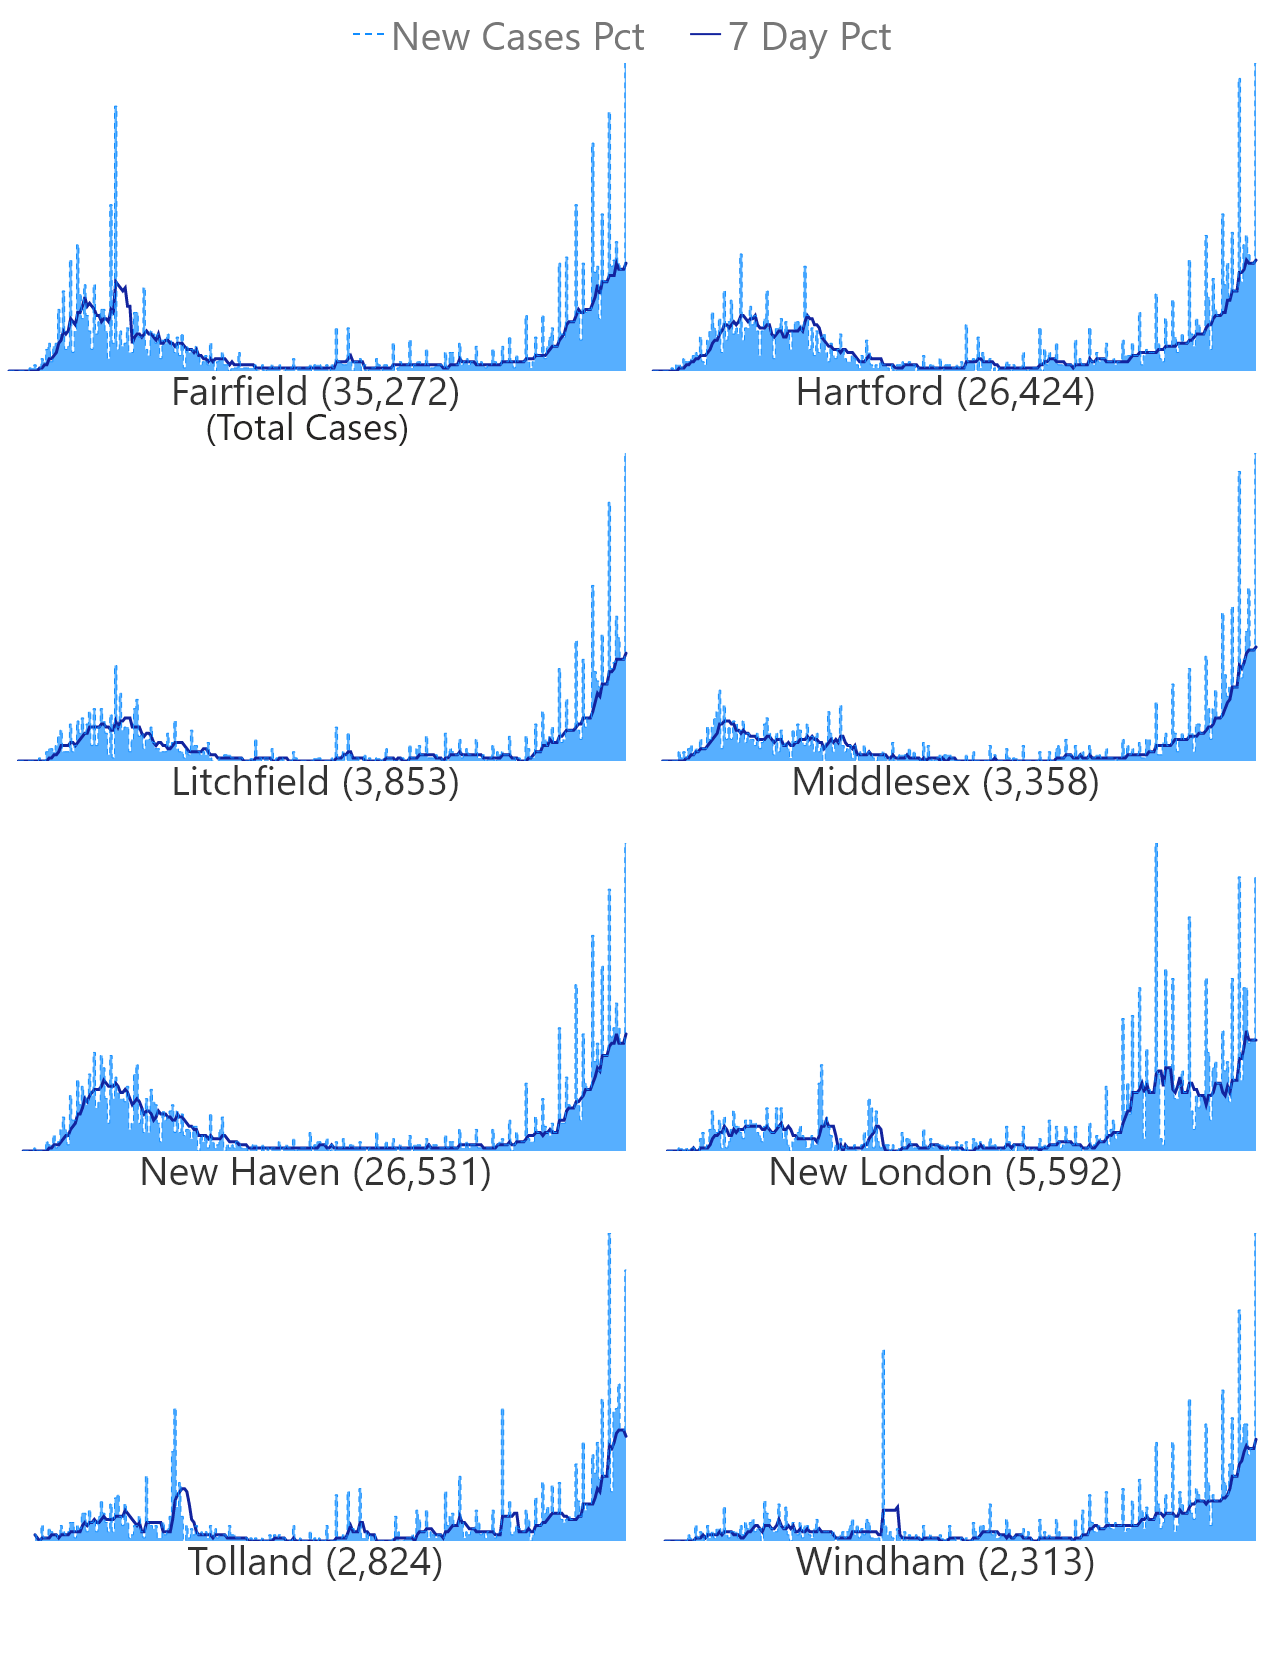 New Cases Pct 7 Day Pct
Fairfield (35,272)
(Total Cases)
Hartford (26,424)
Litchfield (3,853)
Middlesex (3,358)
New Haven (26,531)
New London (5,592)
Tolland (2,824)
Windham (2,313)